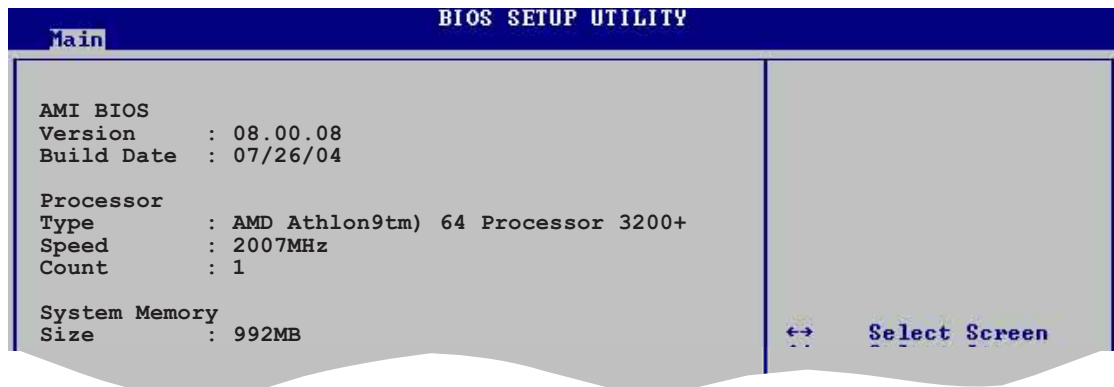 BIOS SETUP UTILITY
Main
AMI BIOS
Version : 08.00.08
Build Date : 07/26/04
Processor
Type : AMD Athlon9tm) 64 Processor 3200+
Speed : 2007MHz
Count : 1
System Memory
Size : 992MB
↔ Select Screen